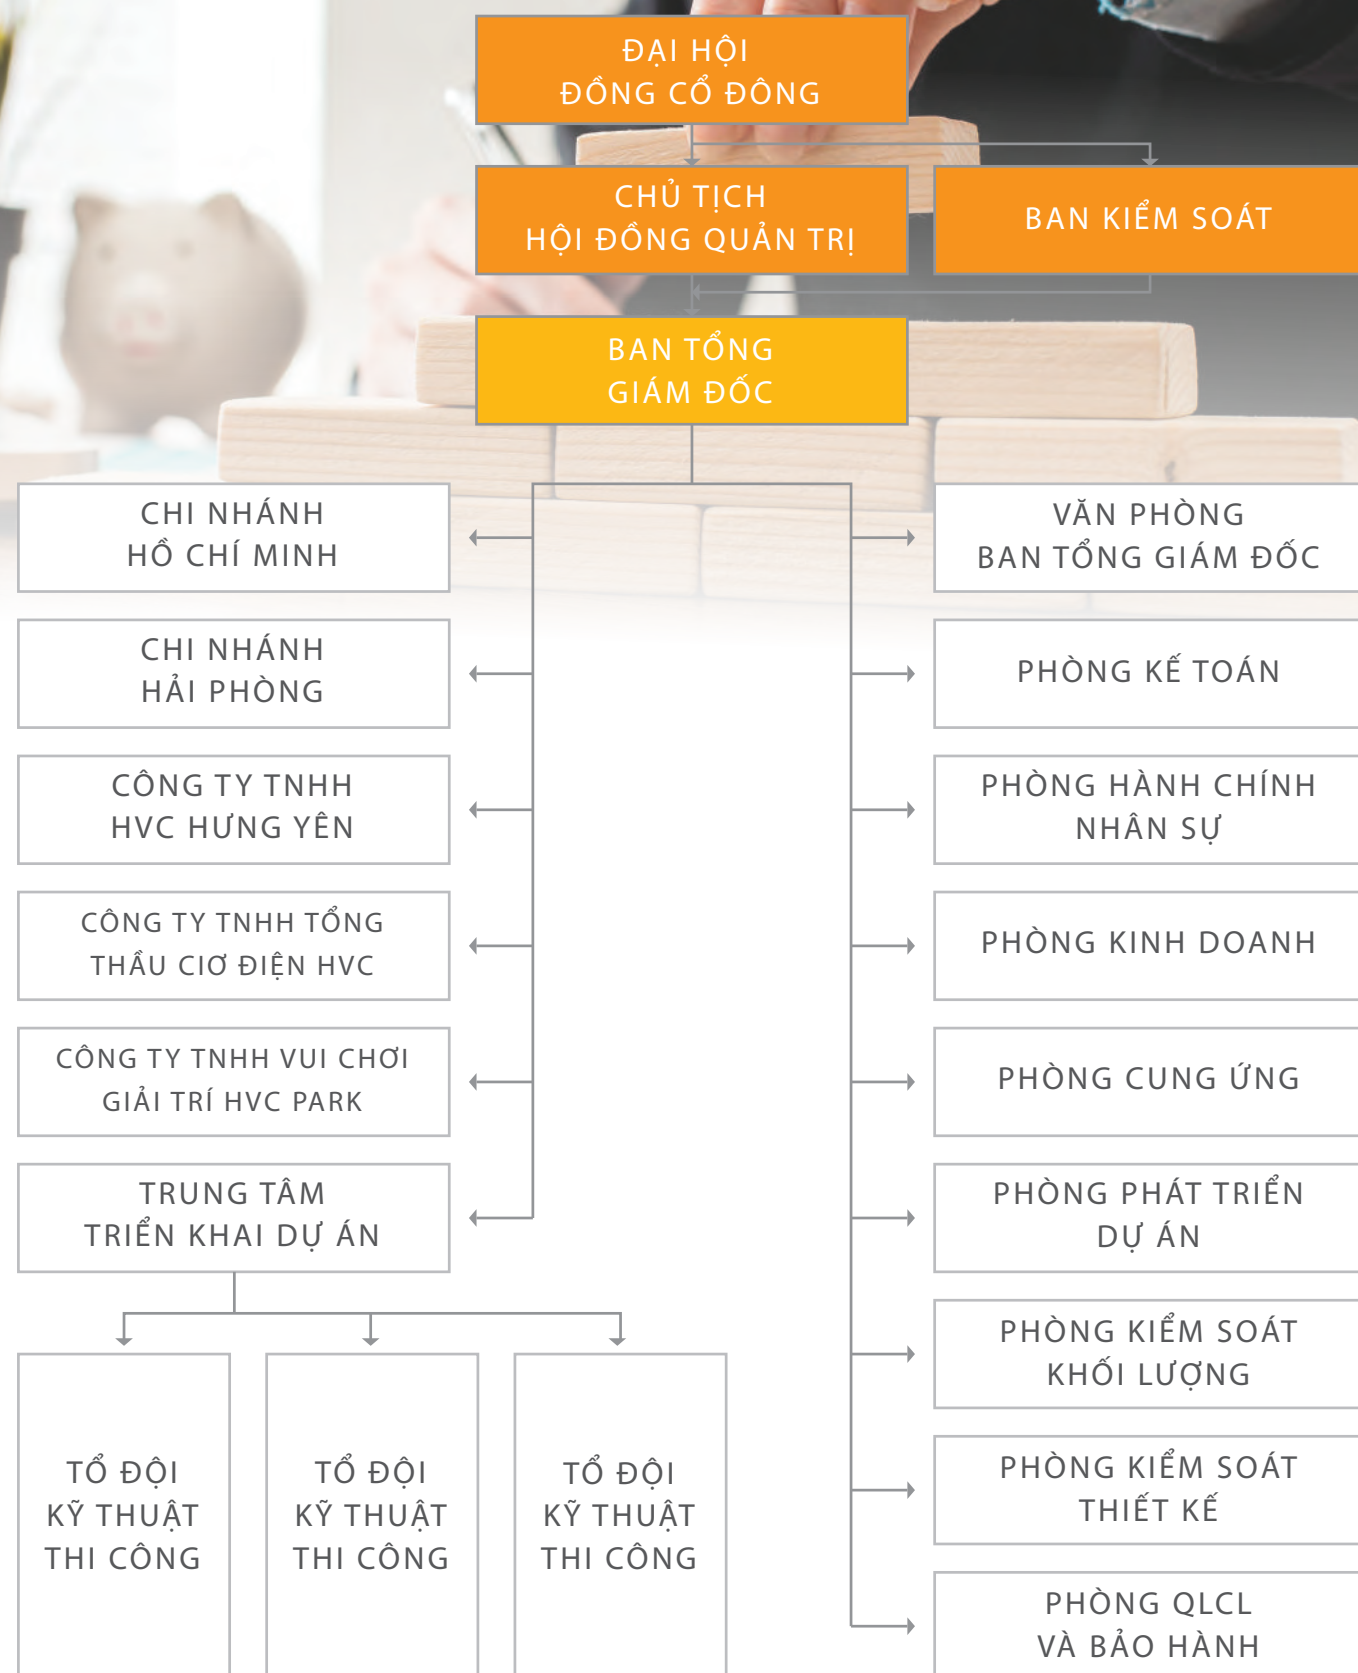 ĐẠI HỘI
ĐỒNG CỔ ĐÔNG
CHỦ TỊCH
HỘI ĐỒNG QUẢN TRỊ
BAN KIỂM SOÁT
BAN TỔNG
GIÁM ĐỐC
CHI NHÁNH
HỒ CHÍ MINH
CHI NHÁNH
HẢI PHÒNG
CÔNG TY TNHH
HVC HƯNG YÊN
CÔNG TY TNHH TỔNG
THẦU CIƠ ĐIỆN HVC
CÔNG TY TNHH VUI CHƠI
GIẢI TRÍ HVC PARK
TRUNG TÂM
TRIỂN KHAI DỰ ÁN
TỔ ĐỘI
KỸ THUẬT
THI CÔNG
TỔ ĐỘI
KỸ THUẬT
THI CÔNG
TỔ ĐỘI
KỸ THUẬT
THI CÔNG
VĂN PHÒNG
BAN TỔNG GIÁM ĐỐC
PHÒNG KẾ TOÁN
PHÒNG HÀNH CHÍNH
NHÂN SỰ
PHÒNG KINH DOANH
PHÒNG CUNG ỨNG
PHÒNG PHÁT TRIỂN
DỰ ÁN
PHÒNG KIỂM SOÁT
KHỐI LƯỢNG
PHÒNG KIỂM SOÁT
THIẾT KẾ
PHÒNG QLCL
VÀ BẢO HÀNH